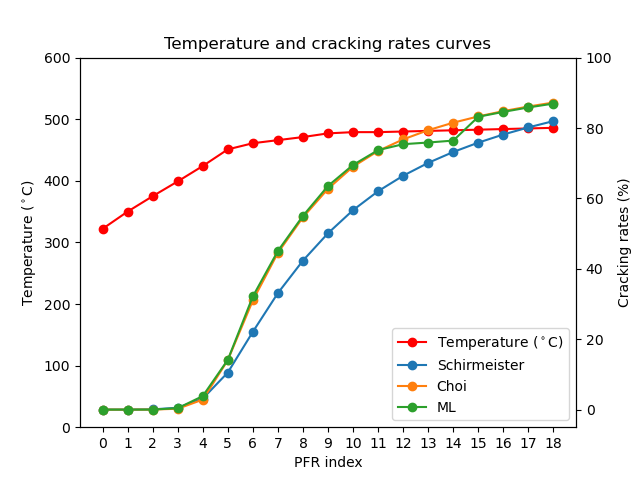 Temperature and cracking rates curves
600
500
400
300
200
100
0
Temperature (°C)
100
80
60
40
20
0
Cracking rates (%)
Temperature (°C)
Schirmeister
Choi
ML
0 1 2 3 4 5 6 7 8 9 10 11 12 13 14 15 16 17 18
PFR index